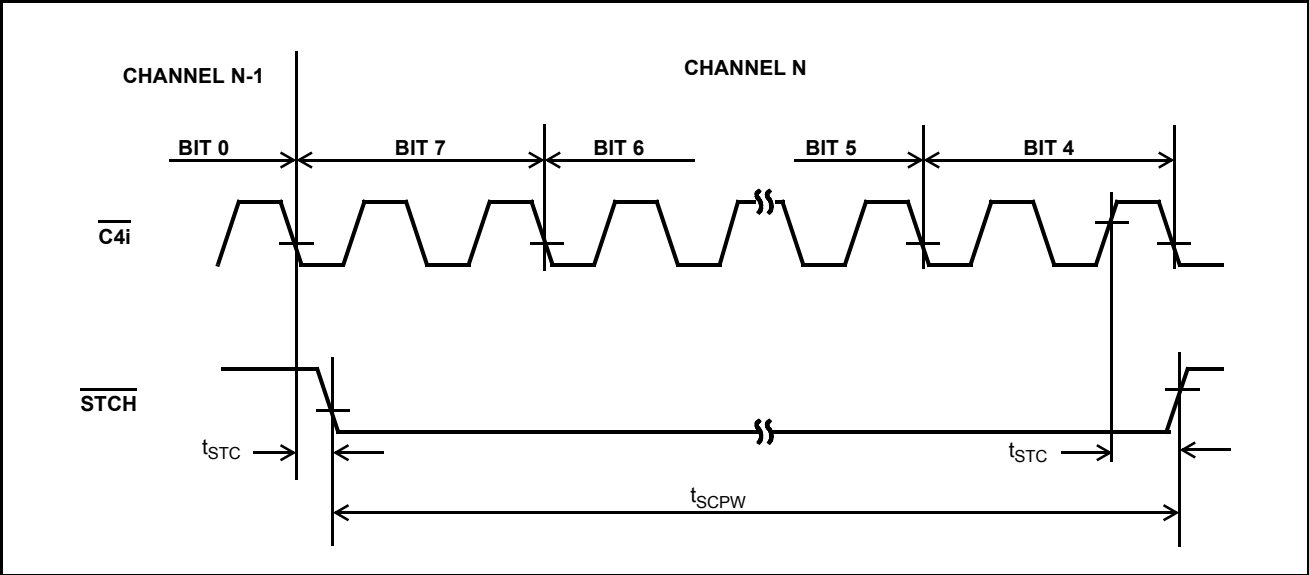 CHANNEL N-1
CHANNEL N
BIT 0
BIT 7
BIT 6
BIT 5
BIT 4
C4i
STCH
tSTC
tSTC
tSCPW